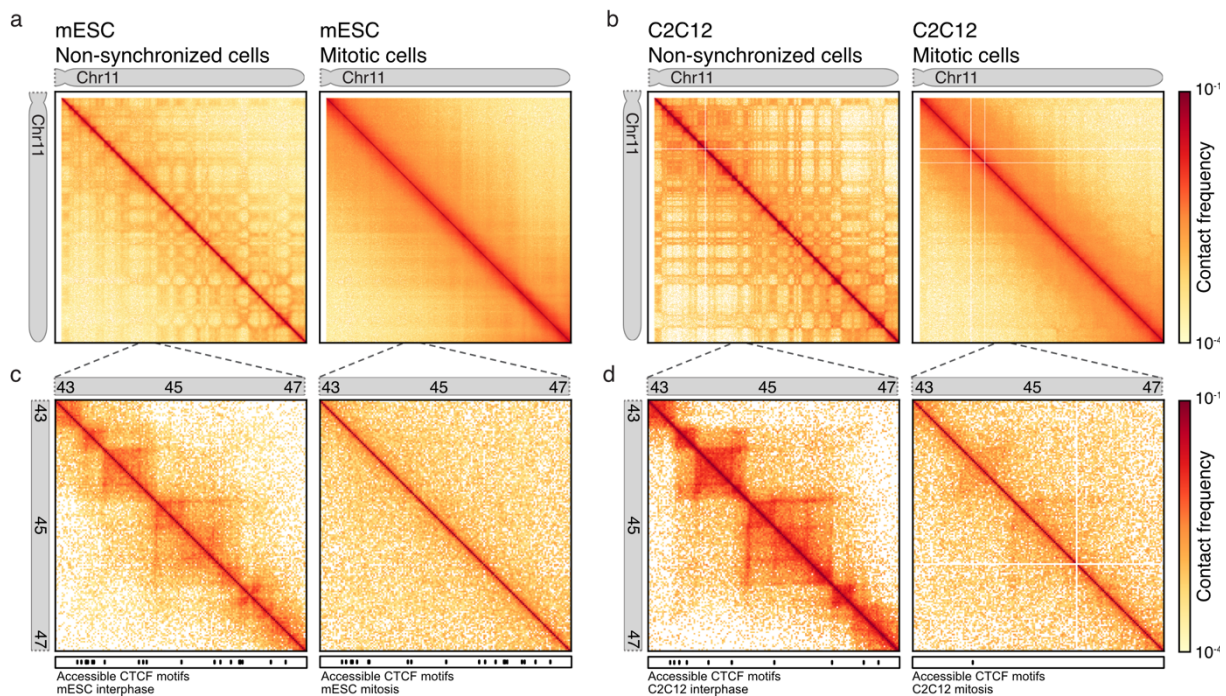 a
mESC
Non-synchronized cells
mESC
Mitotic cells
Chr11
Chr11
Chr11
b
C2C12
Non-synchronized cells
C2C12
Mitotic cells
Chr11
Chr11
Chr11
10-1
Contact frequency
10-4
c
43 45 47
43 45 47
43
45
47
Accessible CTCF motifs
mESC interphase
Accessible CTCF motifs
mESC mitosis
d
43 45 47
43 45 47
43
45
47
Accessible CTCF motifs
C2C12 interphase
Accessible CTCF motifs
C2C12 mitosis
10-1
Contact frequency
10-4